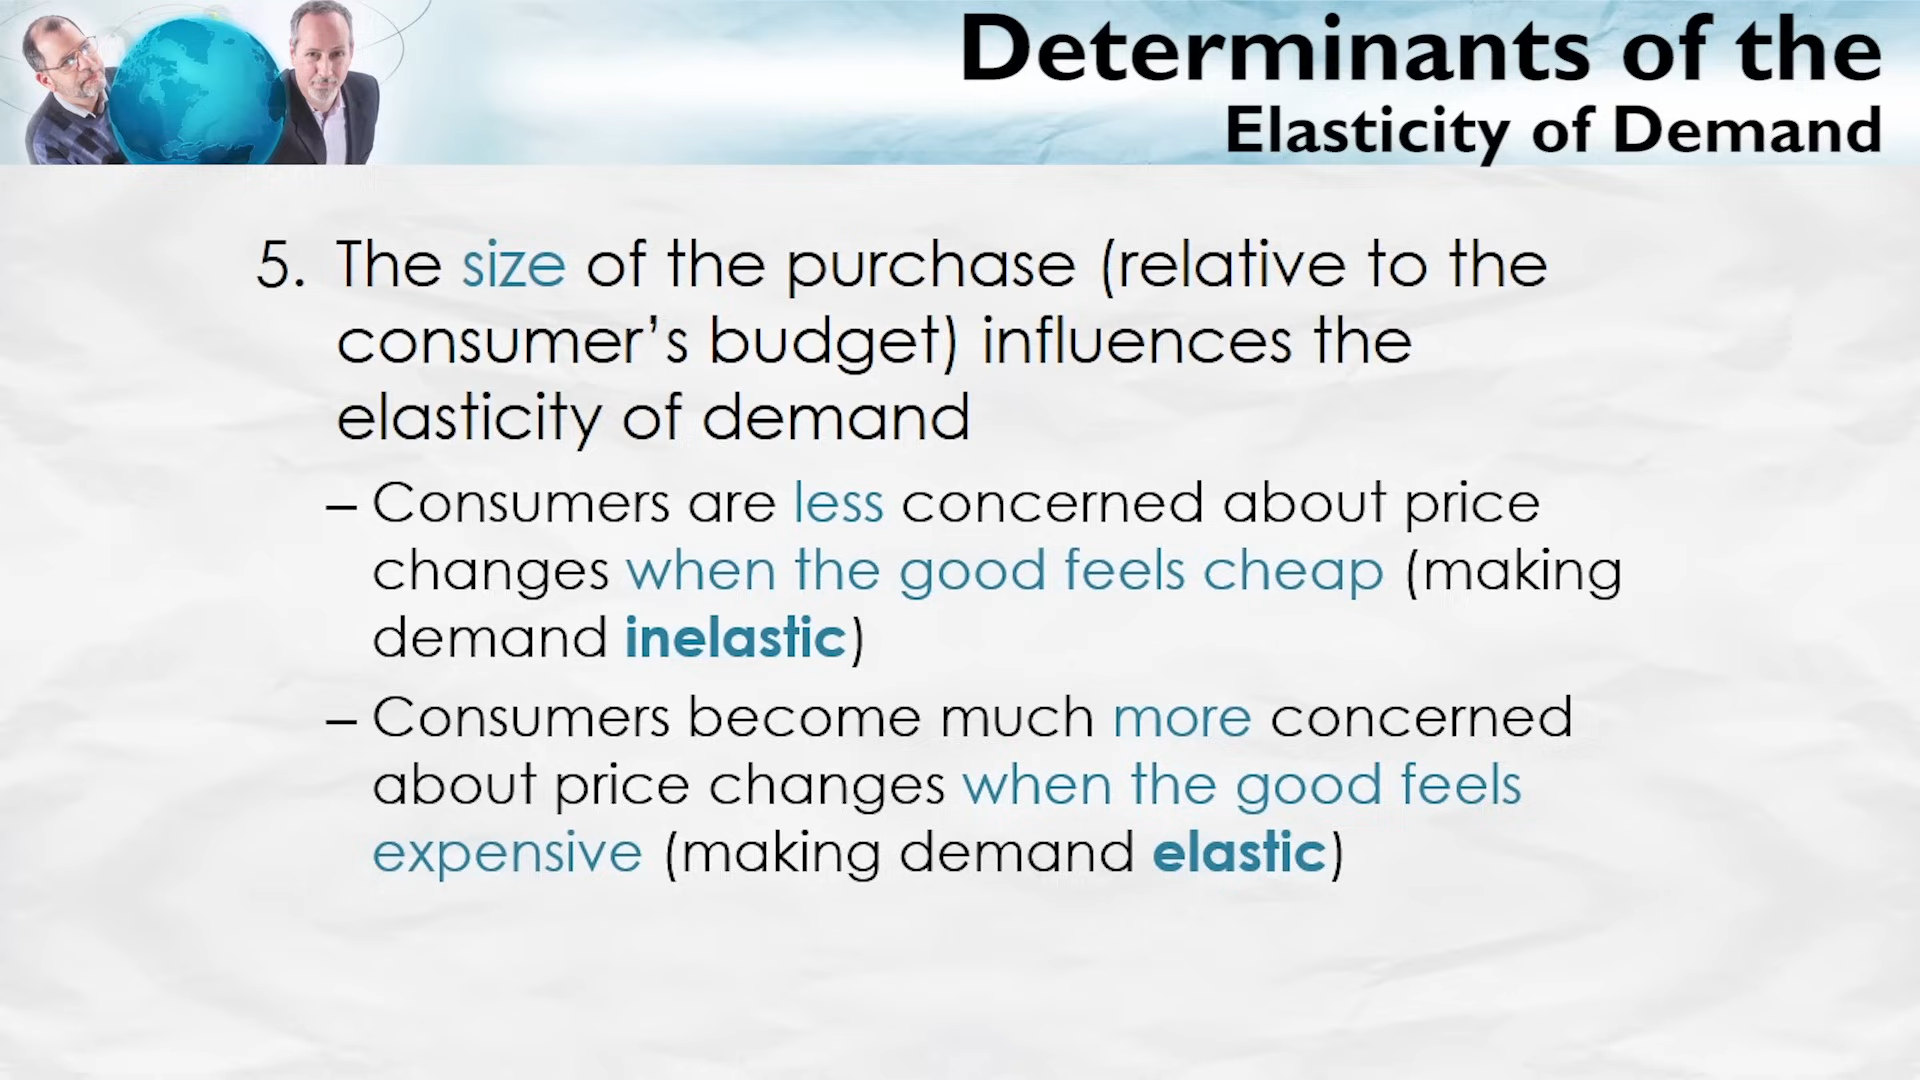 Determinants of the
Elasticity of Demand
5. The size of the purchase (relative to the
consumer’s budget) influences the
elasticity of demand
– Consumers are less concerned about price
changes when the good feels cheap (making
demand inelastic)
– Consumers become much more concerned
about price changes when the good feels
expensive (making demand elastic)